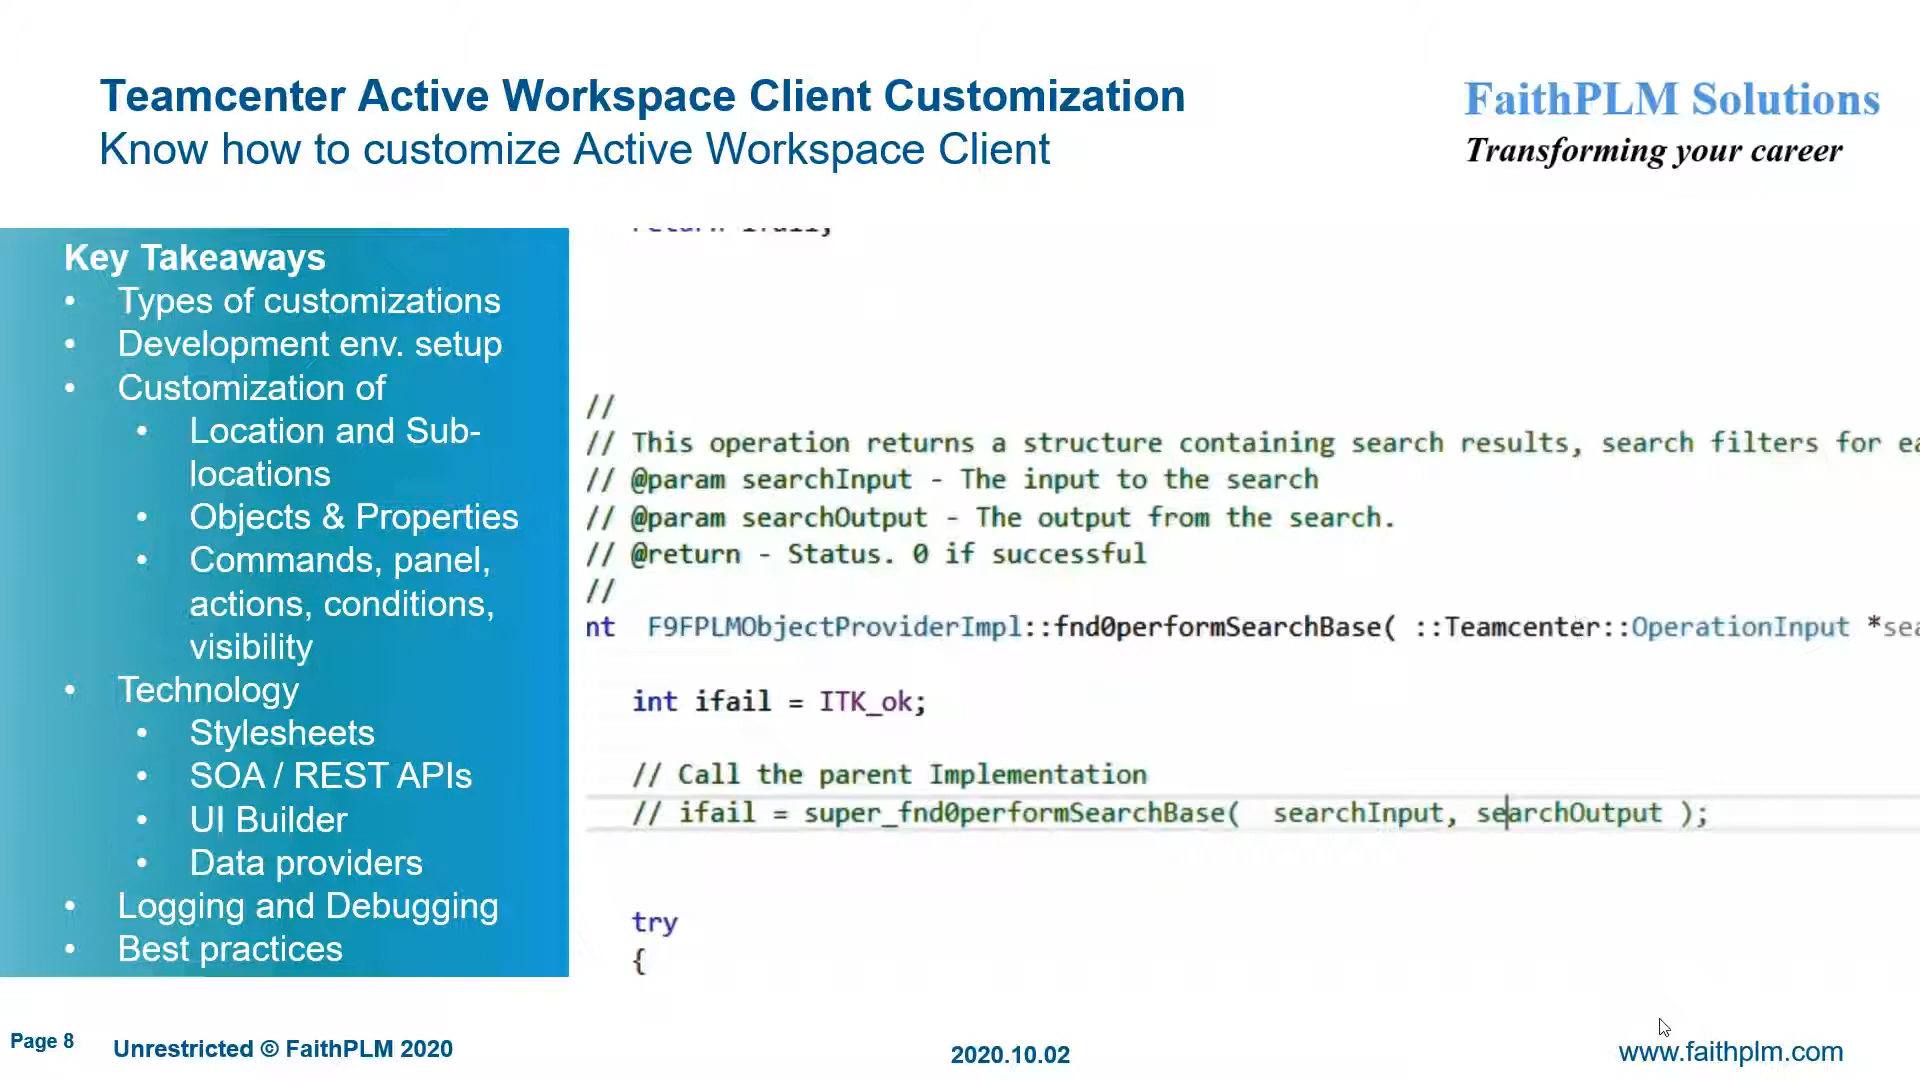 Teamcenter Active Workspace Client Customization
Know how to customize Active Workspace Client
FaithPLM Solutions
Transforming your career
Key Takeaways
• Types of customizations
• Development env. setup
• Customization of
• Location and Sub-
locations
• Objects & Properties
• Commands, panel,
actions, conditions,
visibility
• Technology
• Stylesheets
• SOA / REST APIs
• UI Builder
• Data providers
• Logging and Debugging
• Best practices
return ifail;
//
// This operation returns a structure containing search results, search filters for ea
// @param searchInput - The input to the search
// @param searchOutput - The output from the search.
// @return - Status. 0 if successful
//
nt F9FPLMObjectProviderImpl::fnd0performSearchBase( ::Teamcenter::OperationInput *sea
int ifail = ITK_ok;
// Call the parent Implementation
// ifail = super_fnd0performSearchBase( searchInput, searchOutput );
try
{
Page 8
Unrestricted © FaithPLM 2020
2020.10.02
www.faithplm.com